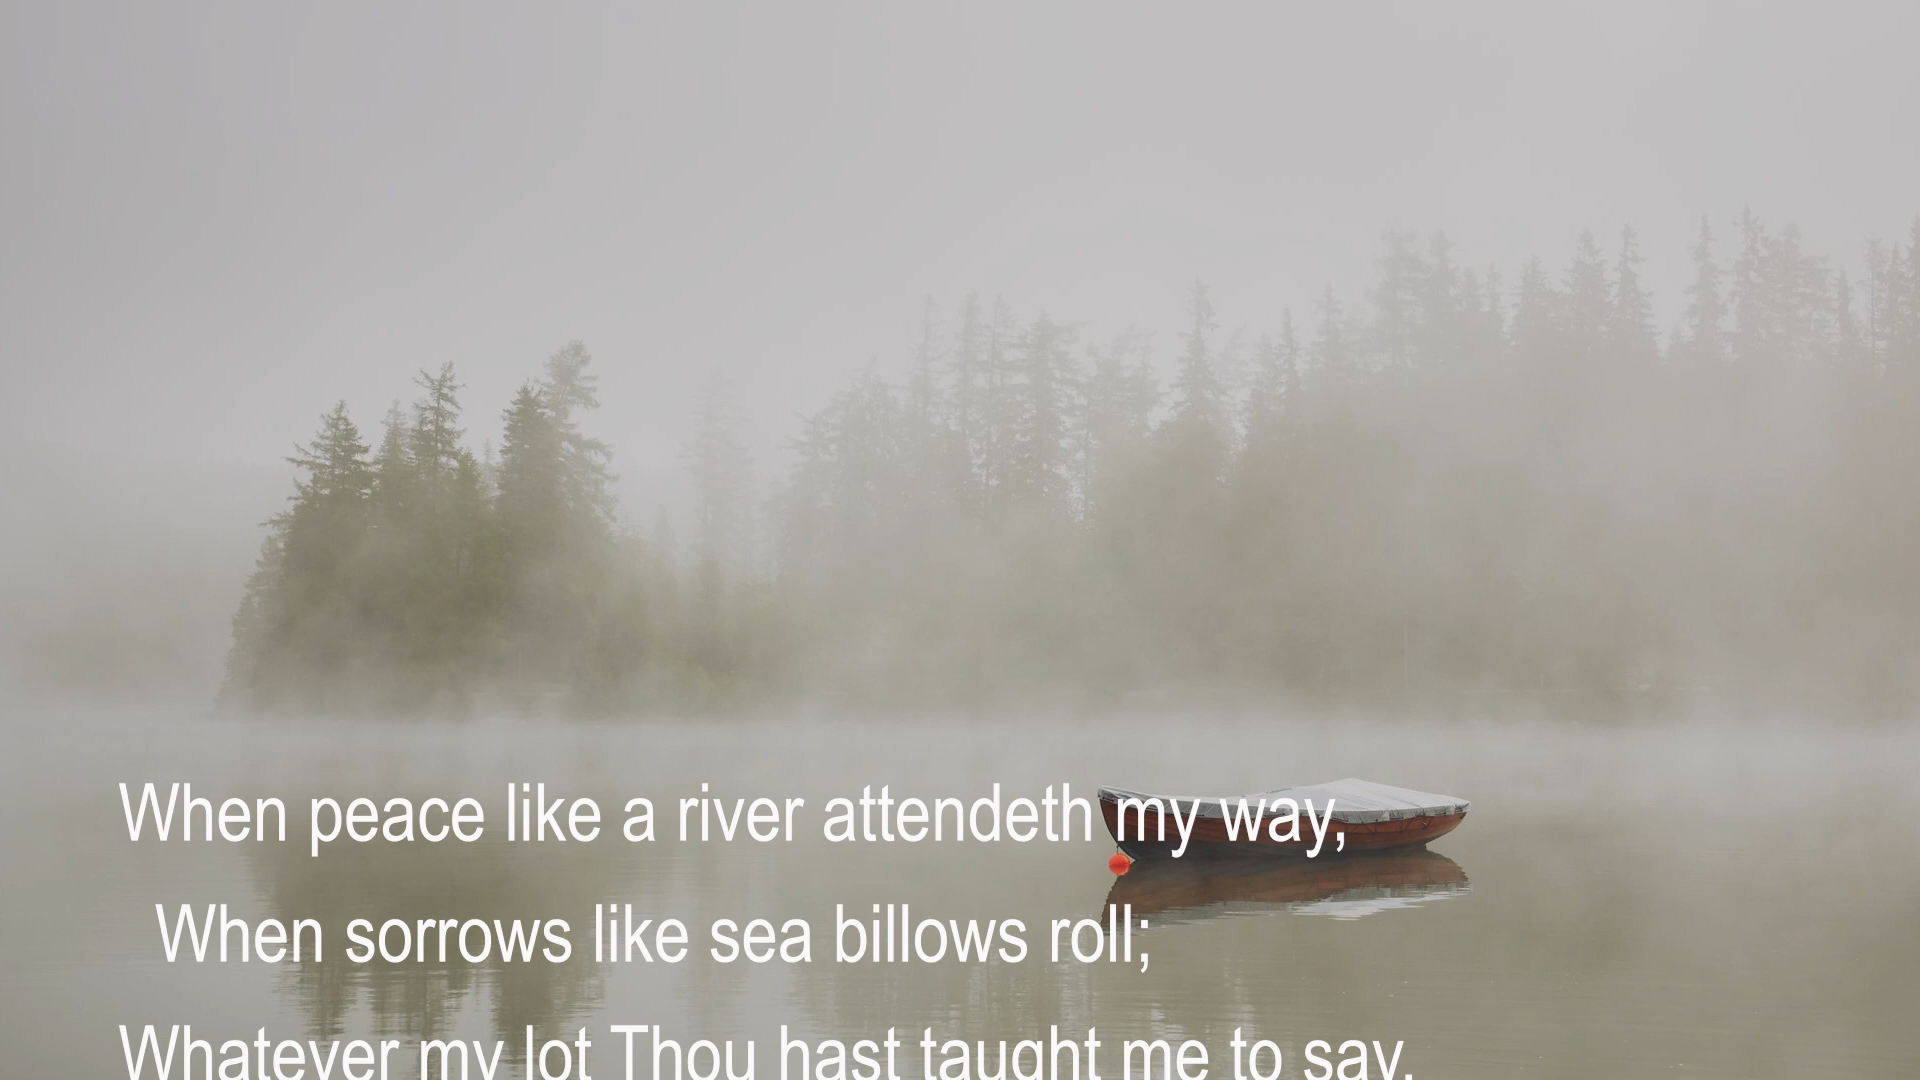 When peace like a river attendeth my way,
When sorrows like sea billows roll;
Whatever my lot Thou hast taught me to say,